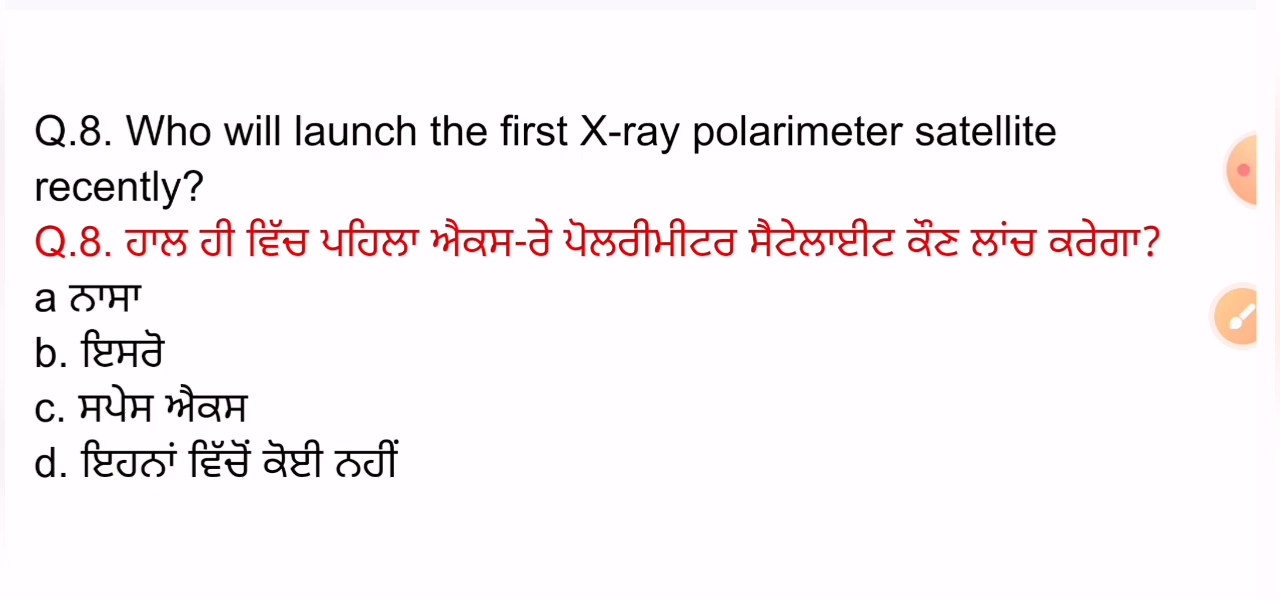 Q.8. Who will launch the first X-ray polarimeter satellite
recently?
Q.8. ਹਾਲ ਹੀ ਵਿੱਚ ਪਹਿਲਾ ਐਕਸ-ਰੇ ਪੋਲਰੀਮੀਟਰ ਸੈਟੇਲਾਈਟ ਕੌਣ ਲਾਂਚ ਕਰੇਗਾ?
a ਨਾਸਾ
b. ਇਸਰੋ
c. ਸਪੇਸ ਐਕਸ
d. ਇਹਨਾਂ ਵਿੱਚੋਂ ਕੋਈ ਨਹੀਂ